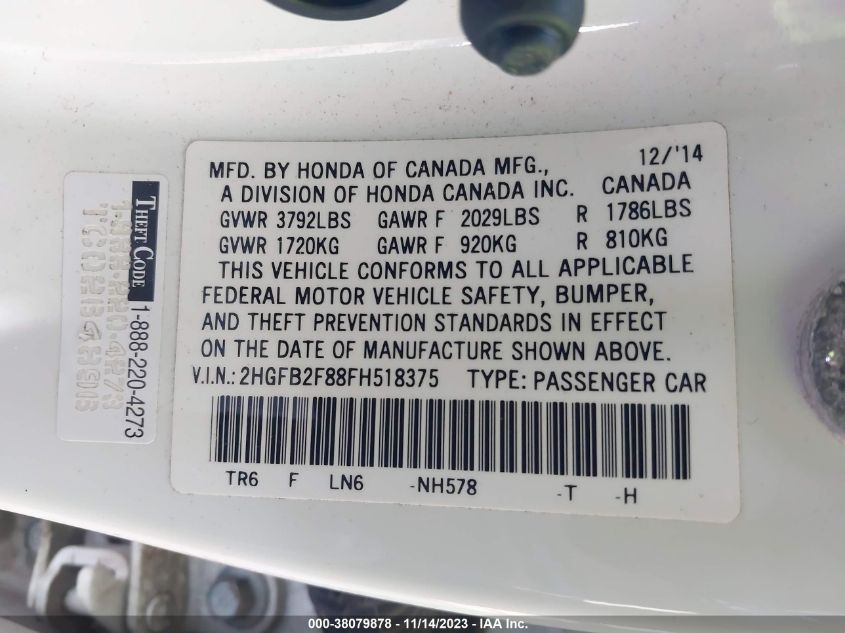 MFD. BY HONDA OF CANADA MFG., 12/'14
A DIVISION OF HONDA CANADA INC. CANADA
GVWR 3792LBS GAWR F 2029LBS R 1786LBS
GVWR 1720KG GAWR F 920KG R 810KG
THIS VEHICLE CONFORMS TO ALL APPLICABLE
FEDERAL MOTOR VEHICLE SAFETY, BUMPER,
AND THEFT PREVENTION STANDARDS IN EFFECT
ON THE DATE OF MANUFACTURE SHOWN ABOVE.
V.I.N.: 2HGFB2F88FH518375 TYPE: PASSENGER CAR
TR6 F LN6 -NH578 -T -H
THEFT CODE 1-888-220-4273
000-38079878 - 11/14/2023 - IAA Inc.